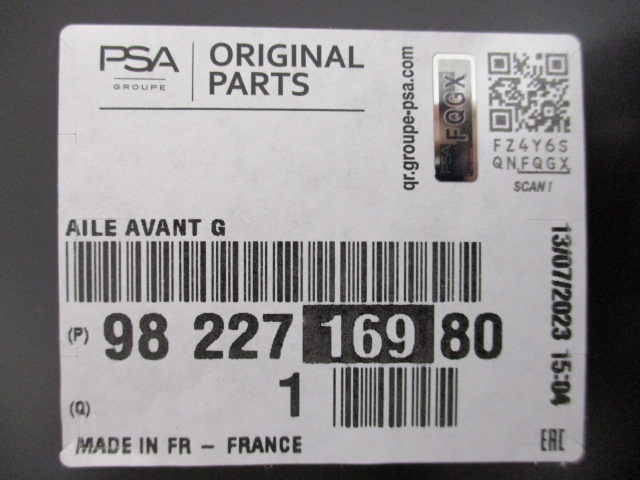 PSA
GROUPE
ORIGINAL
PARTS
qr.groupe-psa.com
PSA FQGX
FZ4Y6S
QNFQGX
SCAN!
AILE AVANT G
13/07/2023 15:04
(P) 98 227 169 80
(Q) 1
MADE IN FR - FRANCE
EAC